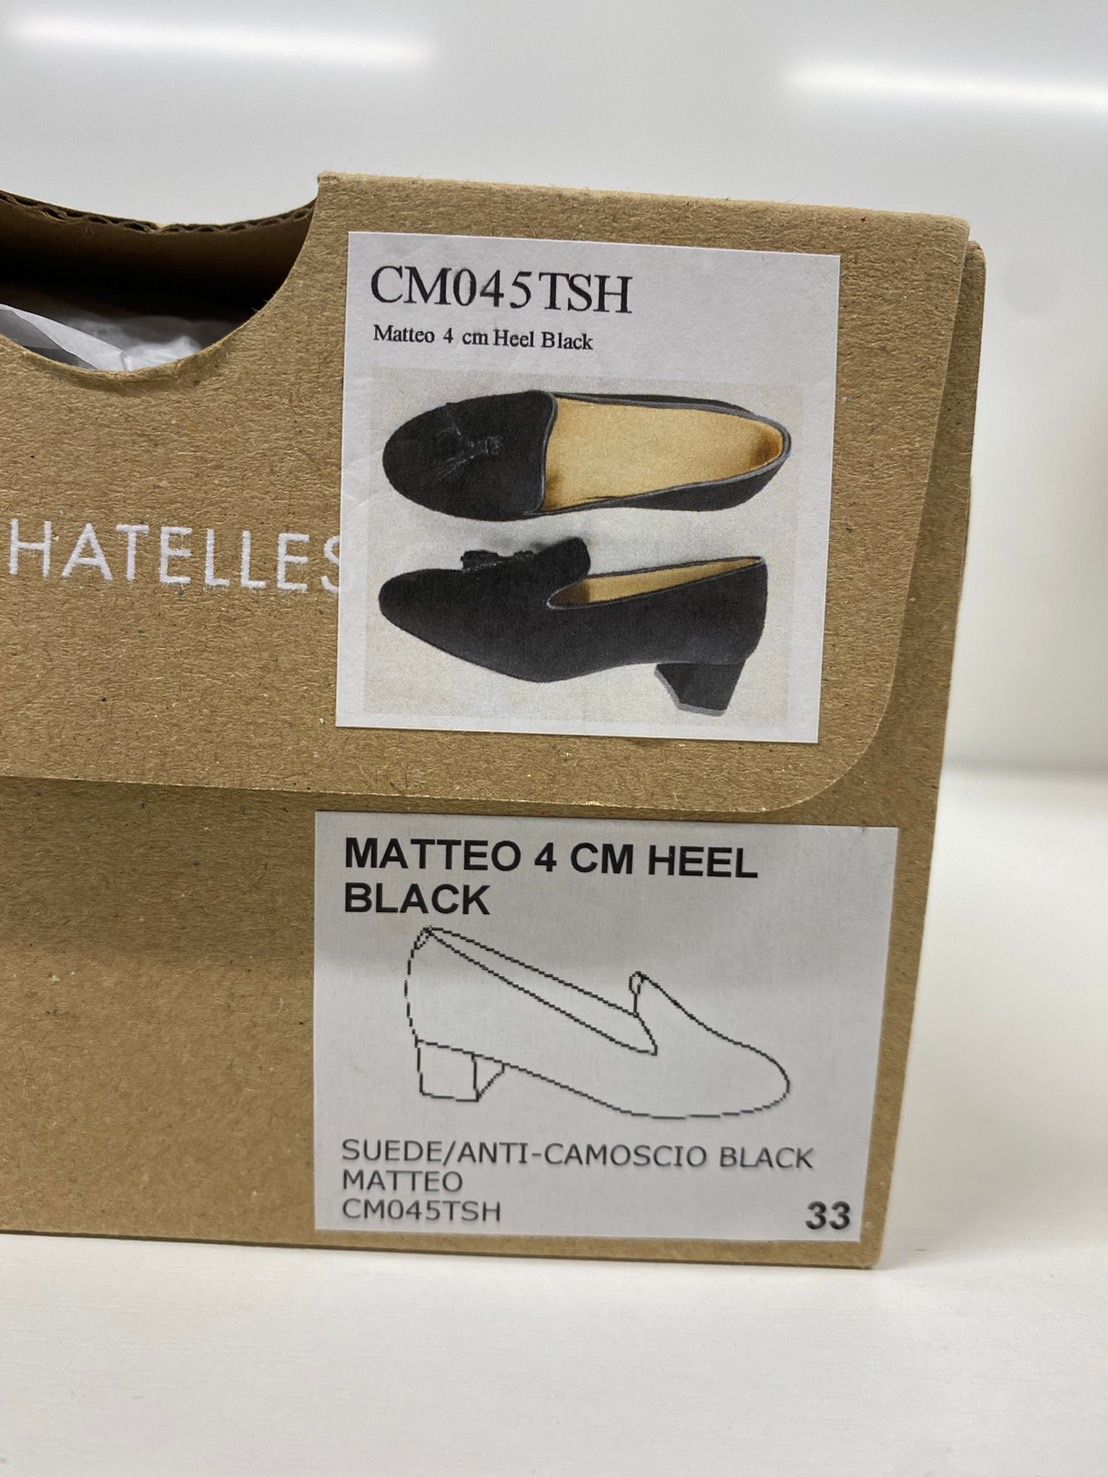 CM045TSH
Matteo 4 cm Heel Black
HATELLES
MATTEO 4 CM HEEL
BLACK
SUEDE/ANTI-CAMOSCIO BLACK
MATTEO
CM045TSH
33